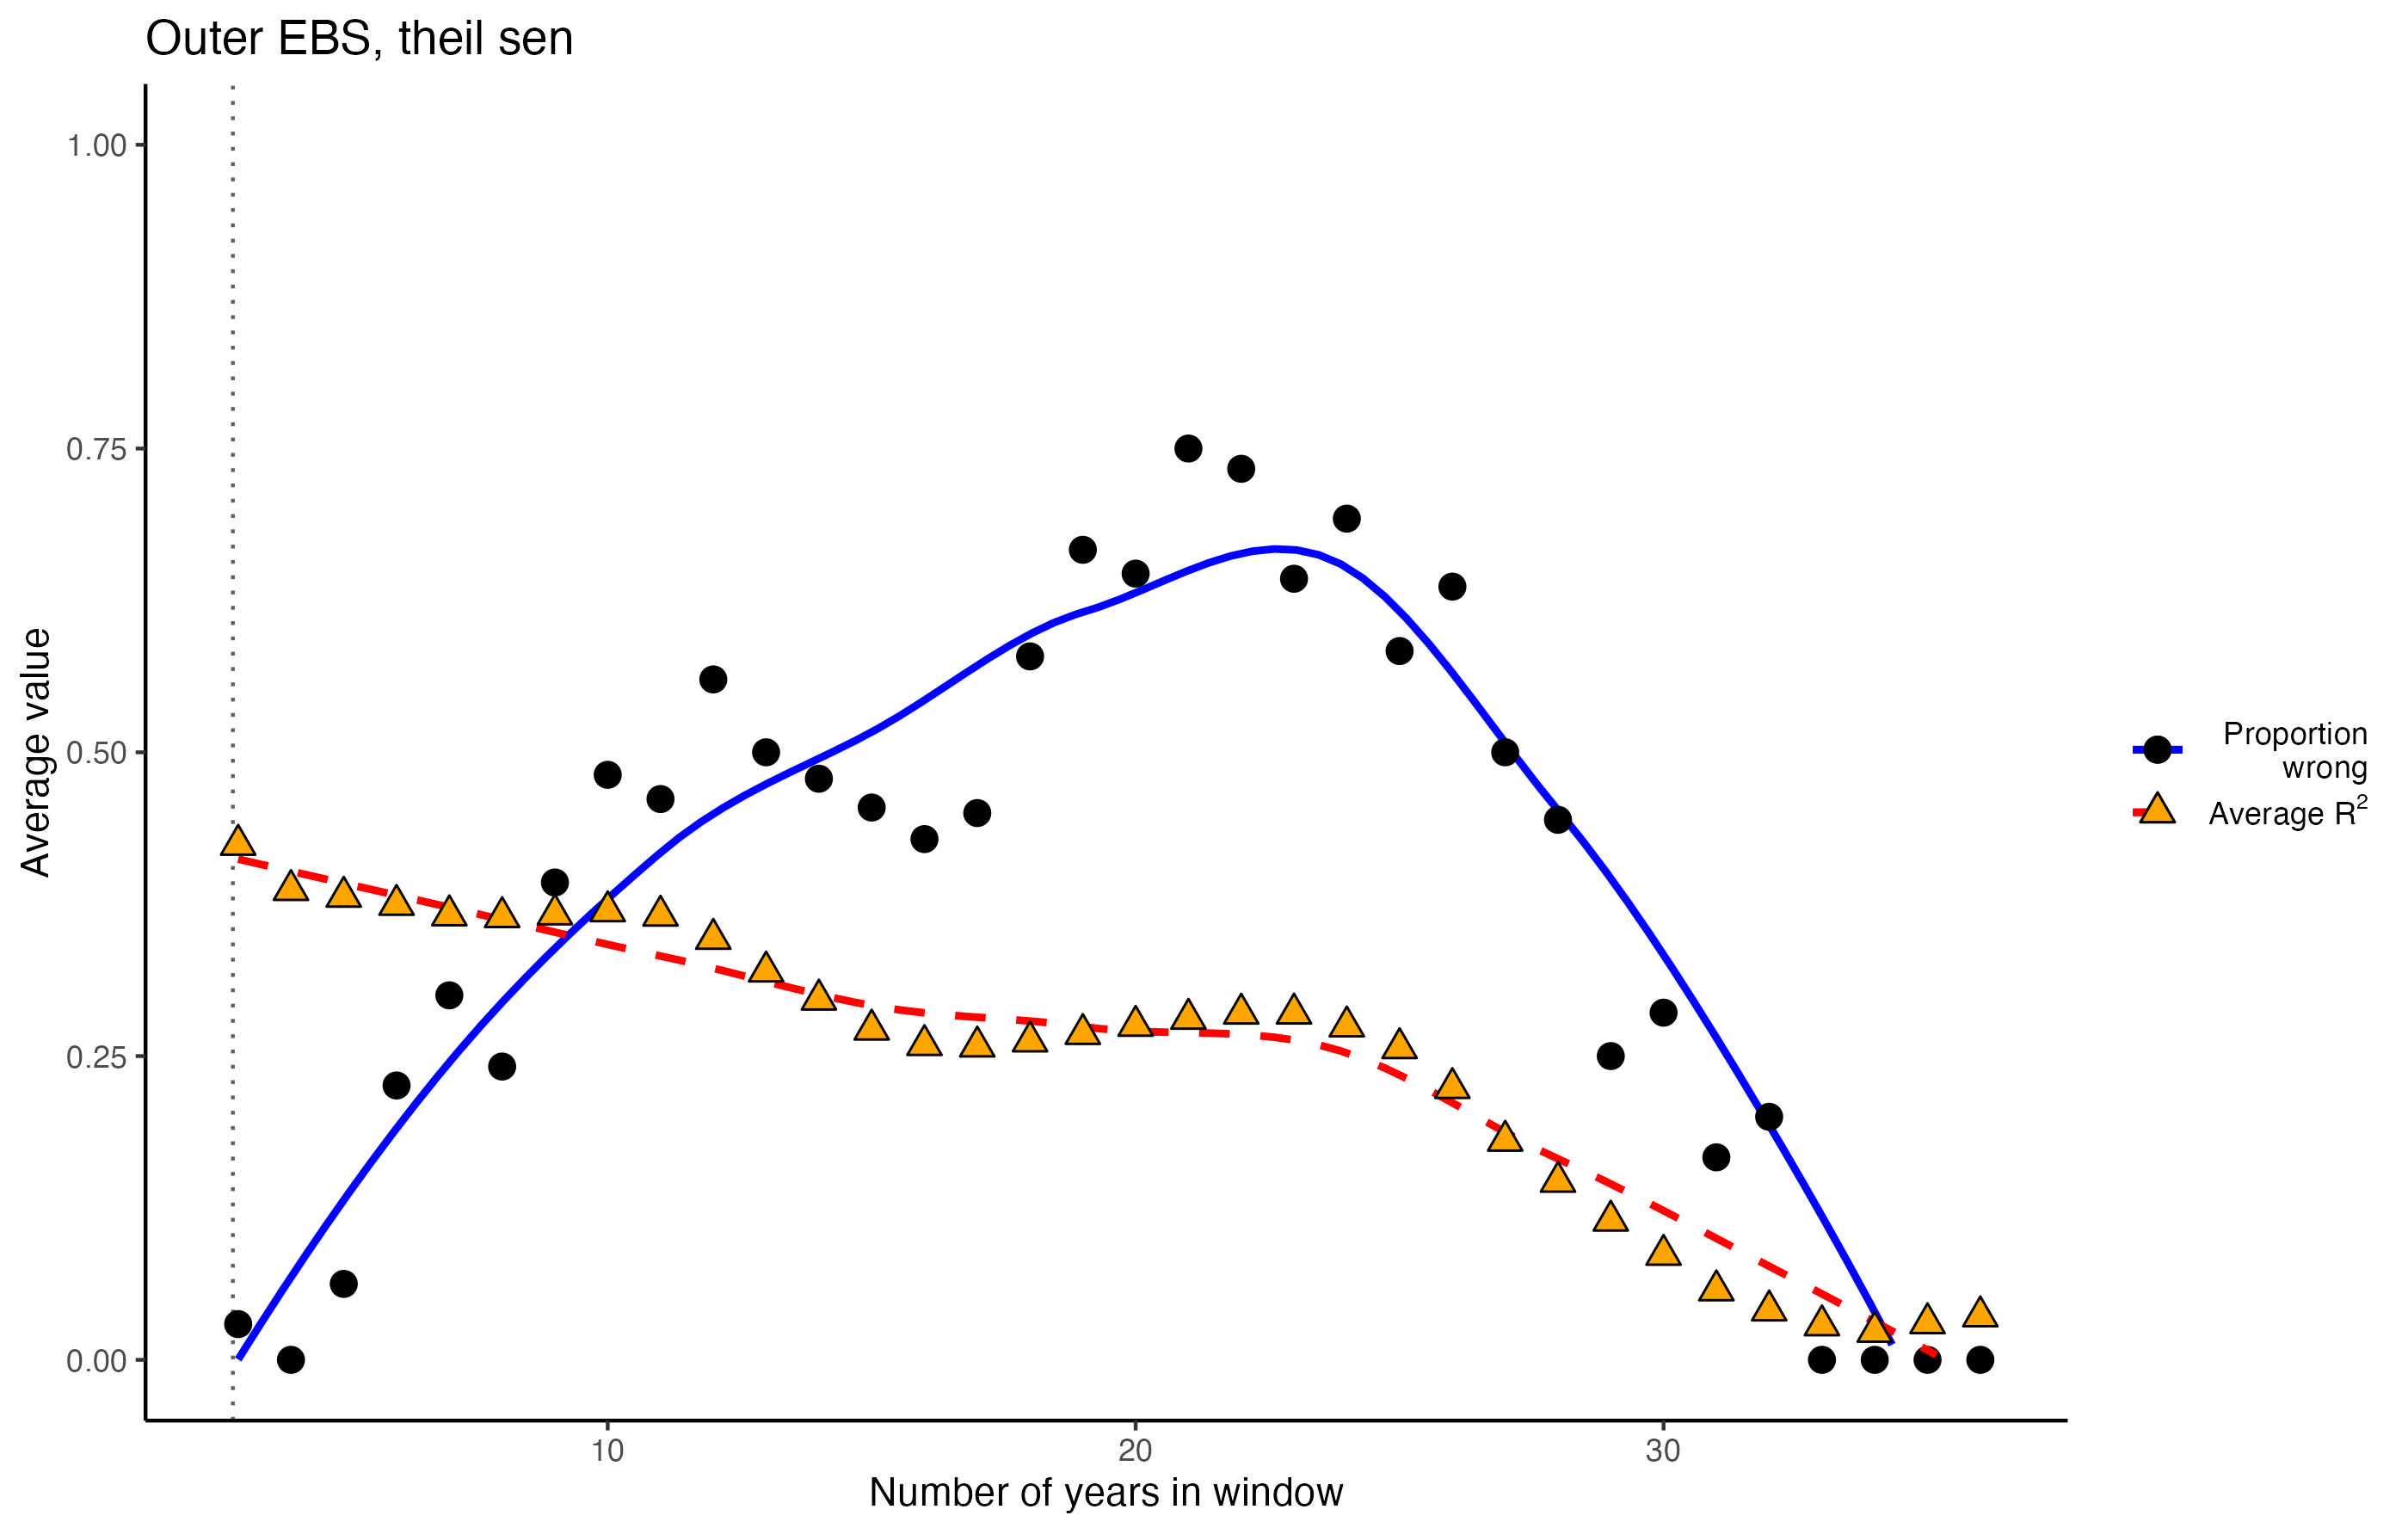 Outer EBS, theil sen
1.00
0.75
0.50
0.25
0.00
Average value
10 20 30
Number of years in window
Proportion
wrong
Average R²